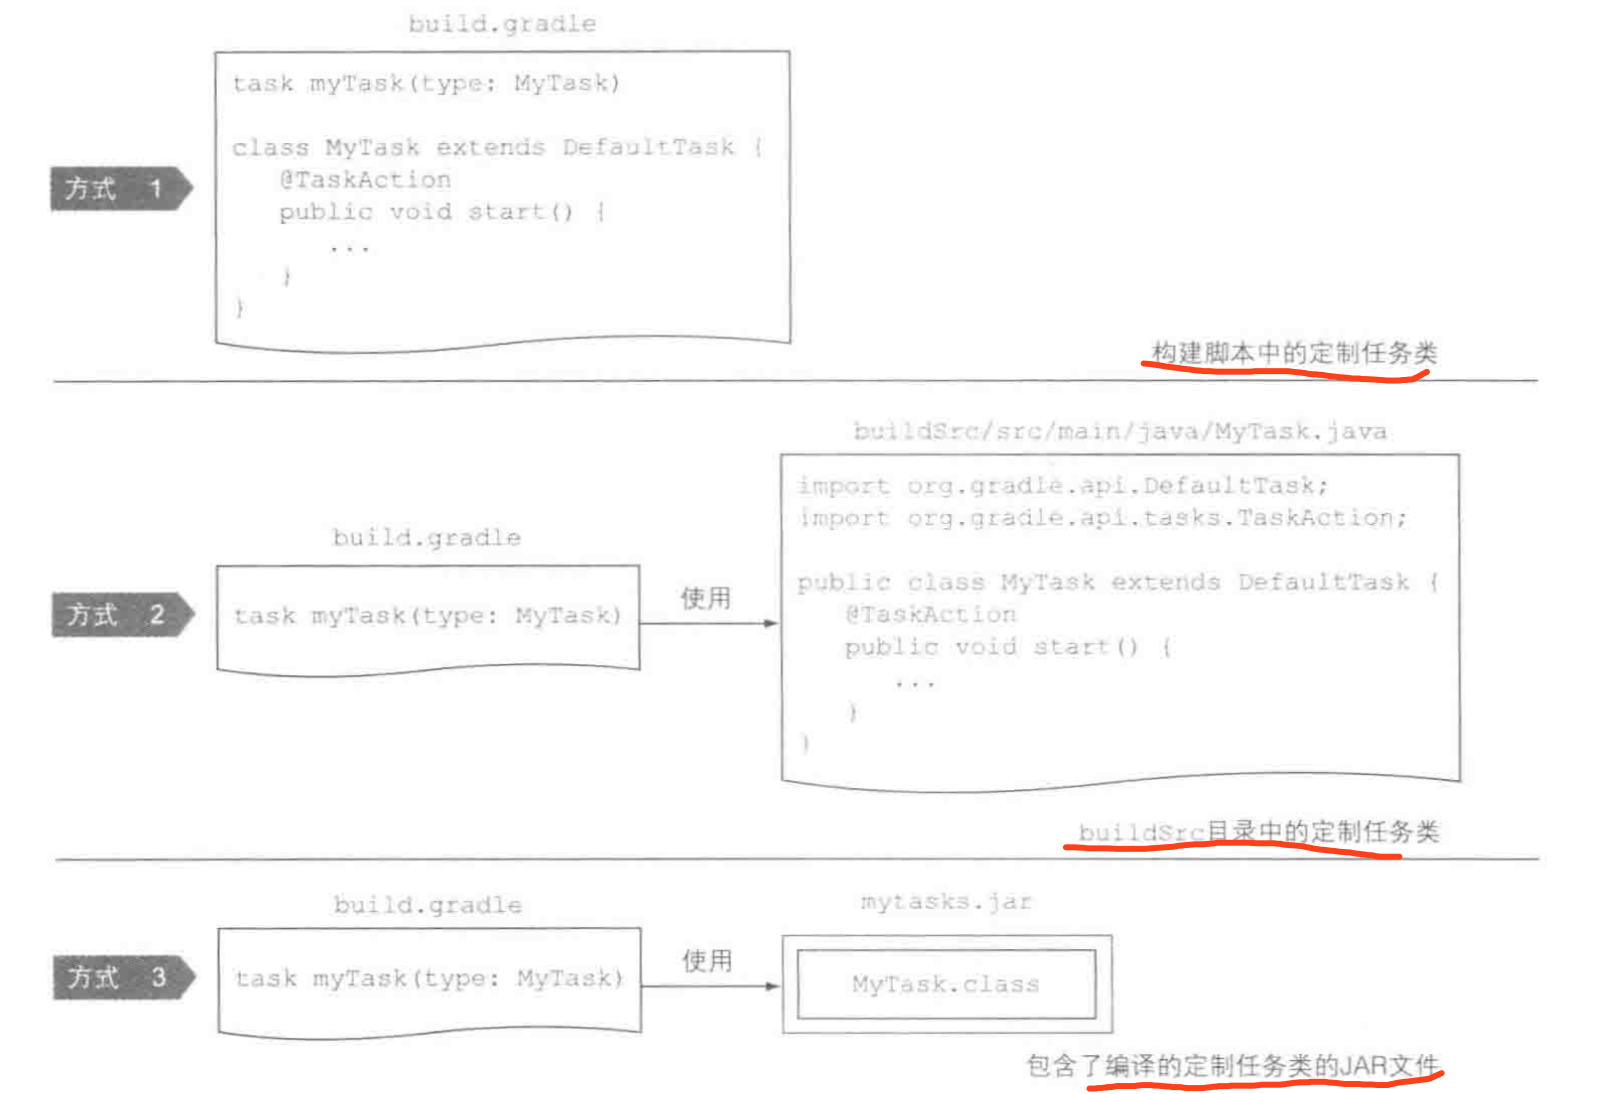 build.gradle
task myTask(type: MyTask)
class MyTask extends DefaultTask {
@TaskAction
public void start() {
...
}
}
方式 1
构建脚本中的定制任务类
buildSrc/src/main/java/MyTask.java
import org.gradle.api.DefaultTask;
import org.gradle.api.tasks.TaskAction;
public class MyTask extends DefaultTask {
@TaskAction
public void start() {
...
}
}
build.gradle
方式 2
task myTask(type: MyTask)
使用
buildSrc目录中的定制任务类
build.gradle
mytasks.jar
方式 3
task myTask(type: MyTask)
使用
MyTask.class
包含了编译的定制任务类的JAR文件